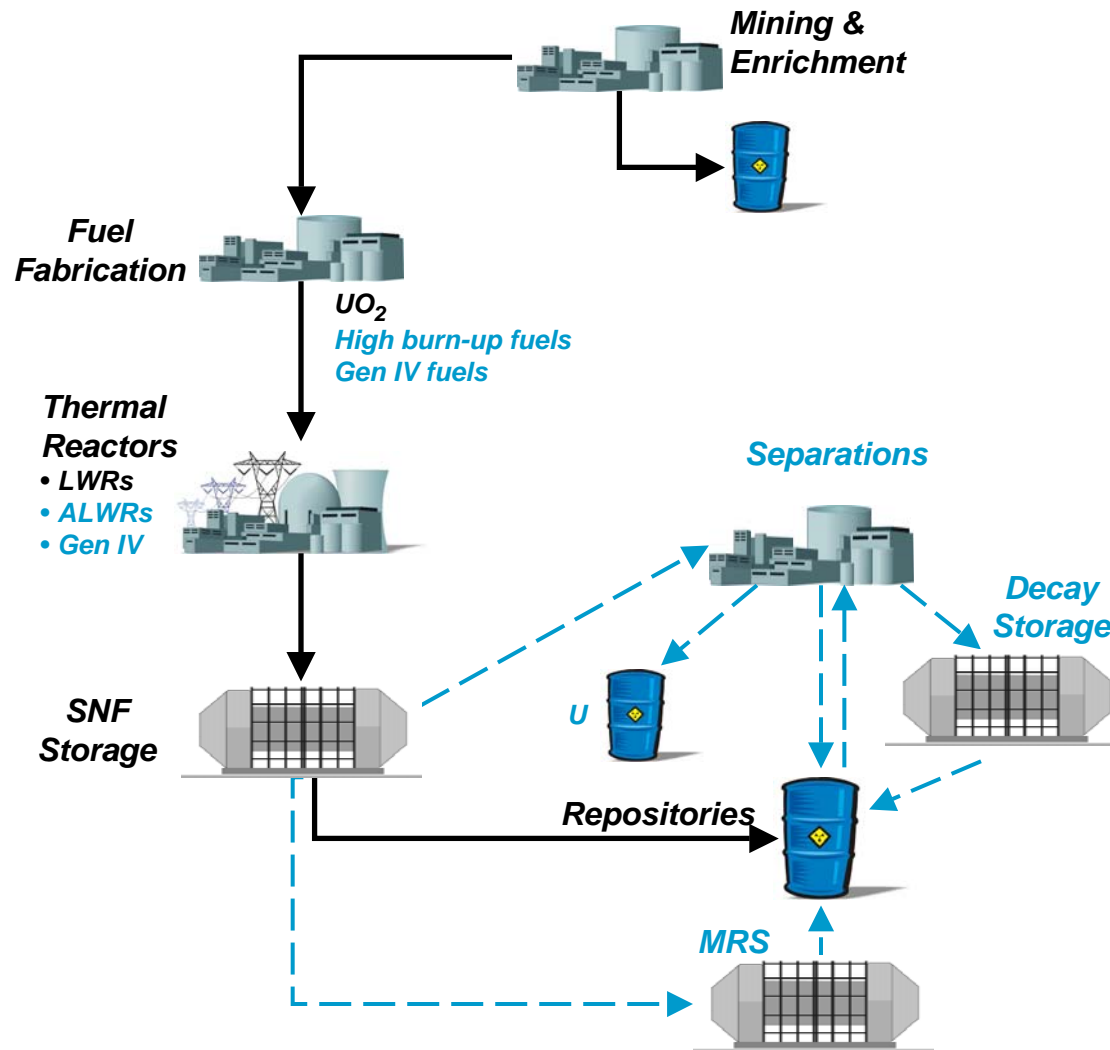 Mining &
Enrichment
Fuel
Fabrication
UO₂
High burn-up fuels
Gen IV fuels
Thermal
Reactors
• LWRs
• ALWRs
• Gen IV
Separations
Decay
Storage
SNF
Storage
U
Repositories
MRS